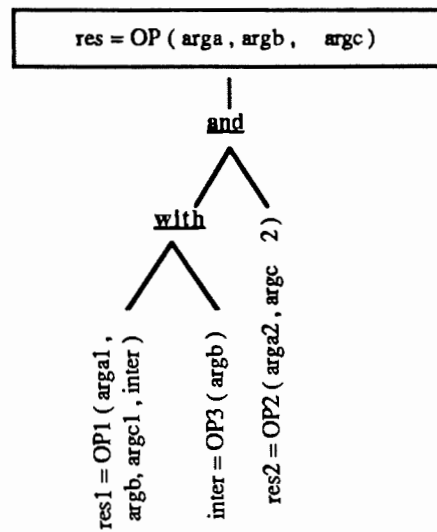 res = OP ( arga , argb , argc )
and
with
res1 = OP1 ( arga1 ,
argb, argc1 , inter )
inter = OP3 ( argb )
res2 = OP2 ( arga2 , argc 2 )